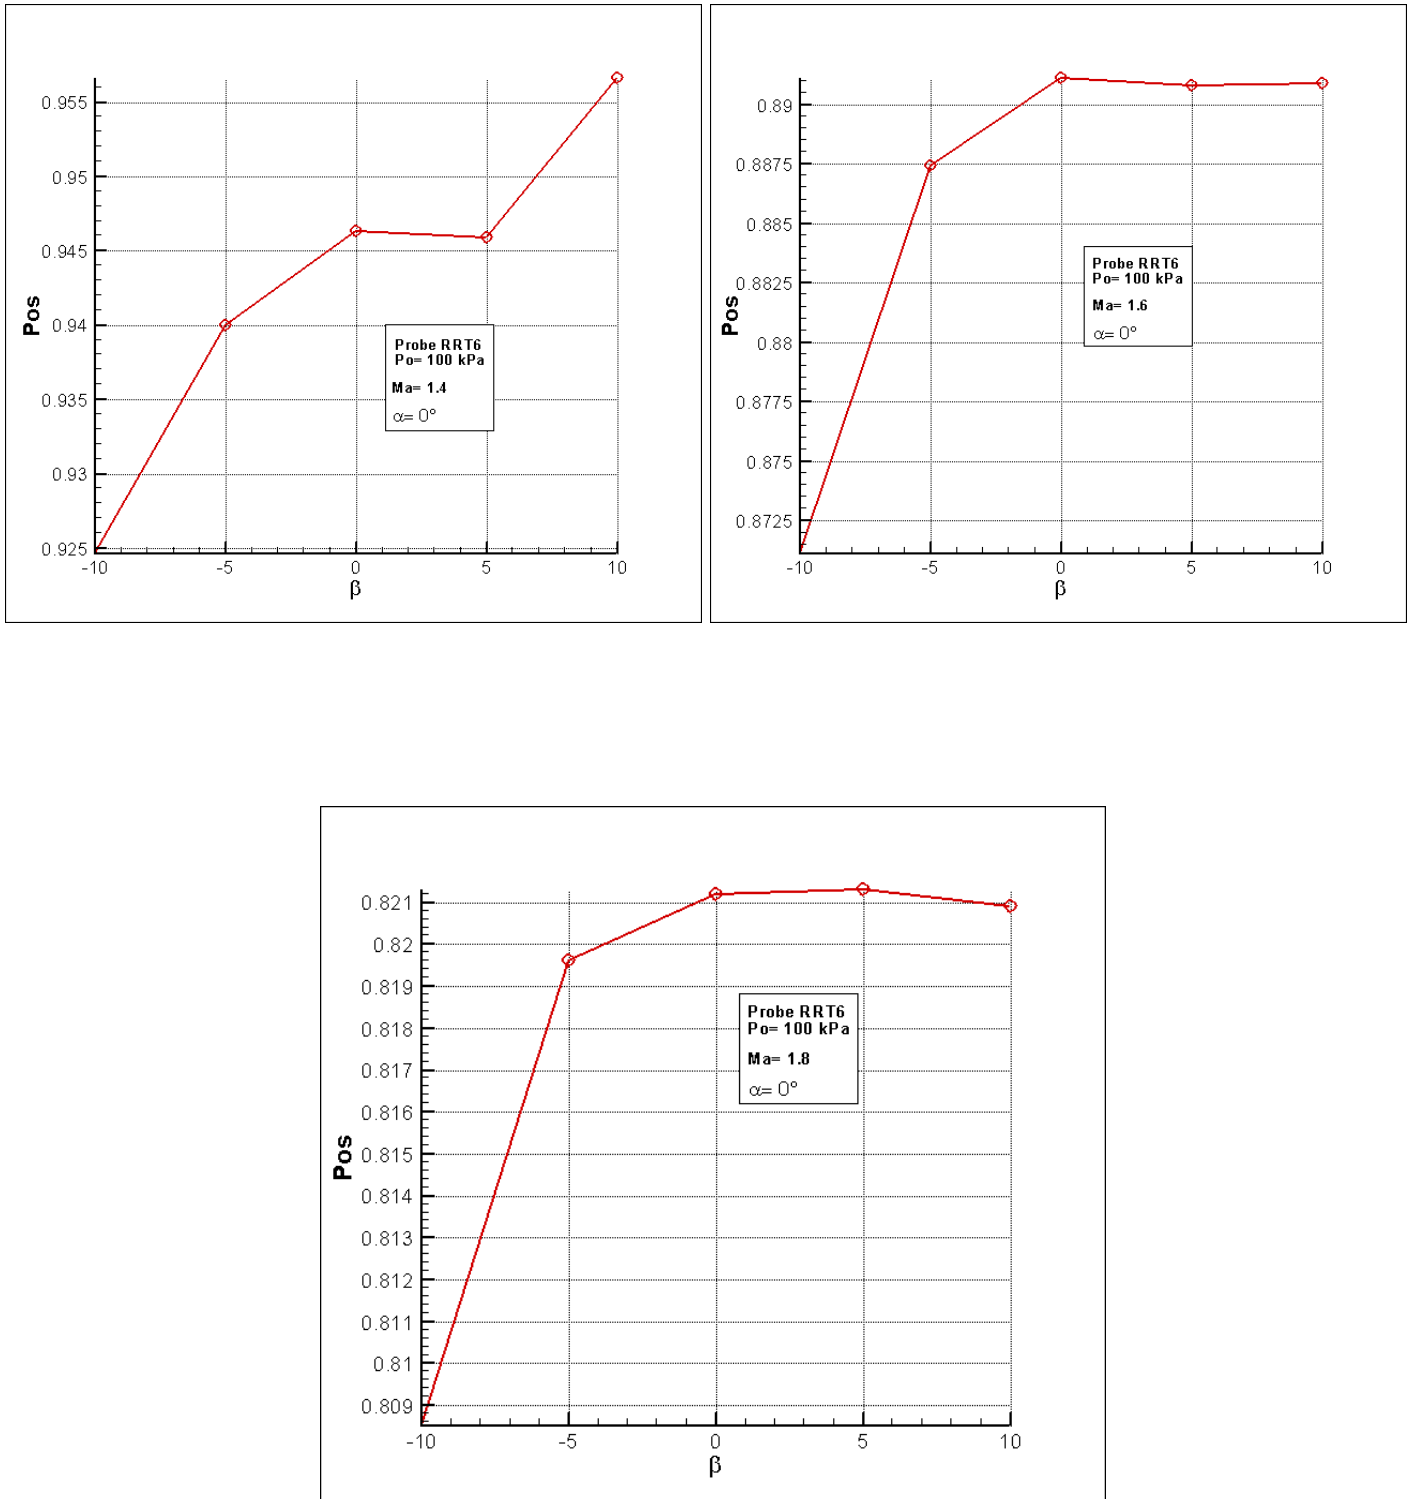 0.955
0.95
0.945
0.94
0.935
0.93
0.925
Pos
Probe RRT6
Po= 100 kPa
Ma= 1.4
α= 0°
-10 -5 0 5 10
β
0.89
0.8875
0.885
0.8825
0.88
0.8775
0.875
0.8725
Pos
Probe RRT6
Po= 100 kPa
Ma= 1.6
α= 0°
-10 -5 0 5 10
β
0.821
0.82
0.819
0.818
0.817
0.816
0.815
0.814
0.813
0.812
0.811
0.81
0.809
Pos
Probe RRT6
Po= 100 kPa
Ma= 1.8
α= 0°
-10 -5 0 5 10
β